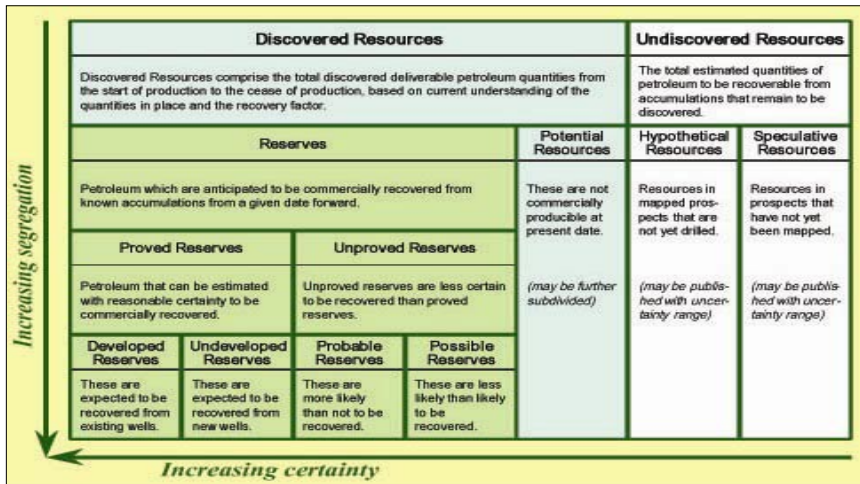 Discovered Resources
Discovered Resources comprise the total discovered deliverable petroleum quantities from
the start of production to the cease of production, based on current understanding of the
quantities in place and the recovery factor.
Undiscovered Resources
The total estimated quantities of
petroleum to be recoverable from
accumulations that remain to be
discovered.
Reserves
Petroleum which are anticipated to be commercially recovered from
known accumulations from a given date forward.
Potential
Resources
These are not
commercially
producible at
present date.
(may be further
subdivided)
Hypothetical
Resources
Resources in
mapped pros-
pects that are
not yet drilled.
(may be publis-
hed with uncer-
tainty range)
Speculative
Resources
Resources in
prospects that
have not yet
been mapped.
(may be publis-
hed with uncer-
tainty range)
Proved Reserves
Petroleum that can be estimated
with reasonable certainty to be
commercially recovered.
Unproved Reserves
Unproved reserves are less certain
to be recovered than proved
reserves.
Developed
Reserves
These are
expected to be
recovered from
existing wells.
Undeveloped
Reserves
These are
expected to be
recovered from
new wells.
Probable
Reserves
These are
more likely
than not to be
recovered.
Possible
Reserves
These are less
likely than likely
to be
recovered.
Increasing segregation
Increasing certainty